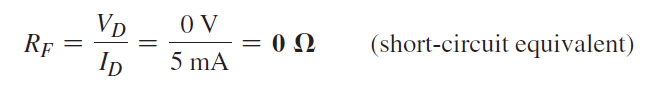 R_F = V_D / I_D = 0 V / 5 mA = 0 Ω (short-circuit equivalent)